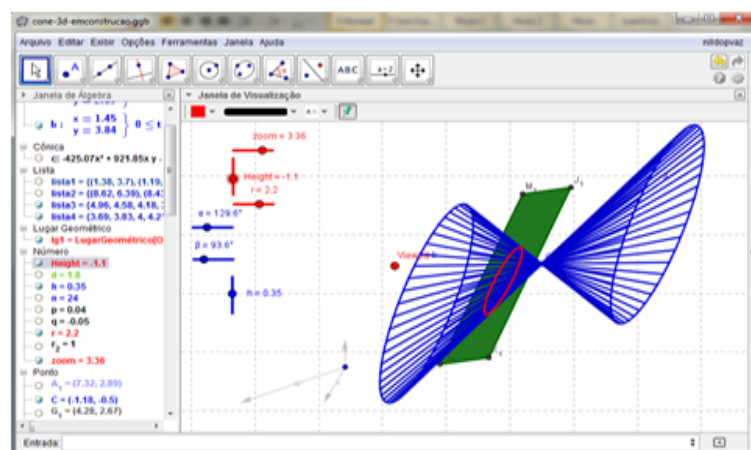 cone-3d-emconstrucao.ggb
Arquivo Editar Exibir Opções Ferramentas Janela Ajuda
nildopvaz
ABC
a=2
Janela de Álgebra
Janela de Visualização
b: x = 1.45
y = 3.84 } 0 ≤ t
Cónica
c: -425.07x² + 921.85x y -
Lista
lista1 = {(1.38, 3.7), (1.19,
lista2 = {(8.62, 6.39), (8.43
lista3 = {(4.96, 4.58, 4.18, 3
lista4 = {(3.69, 3.83, 4, 4.2
Lugar Geométrico
lg1 = LugarGeométrico[O
Número
Height = -1.1
d = 1.8
h = 0.35
n = 24
p = 0.04
q = -0.05
r = 2.2
r₂ = 1
zoom = 3.36
Ponto
A₁ = (7.32, 2.89)
C = (-1.18, -0.5)
G₁ = (4.28, 2.67)
zoom = 3.36
Height = -1.1
r = 2.2
α = 129.6°
β = 93.6°
h = 0.35
Entrada: